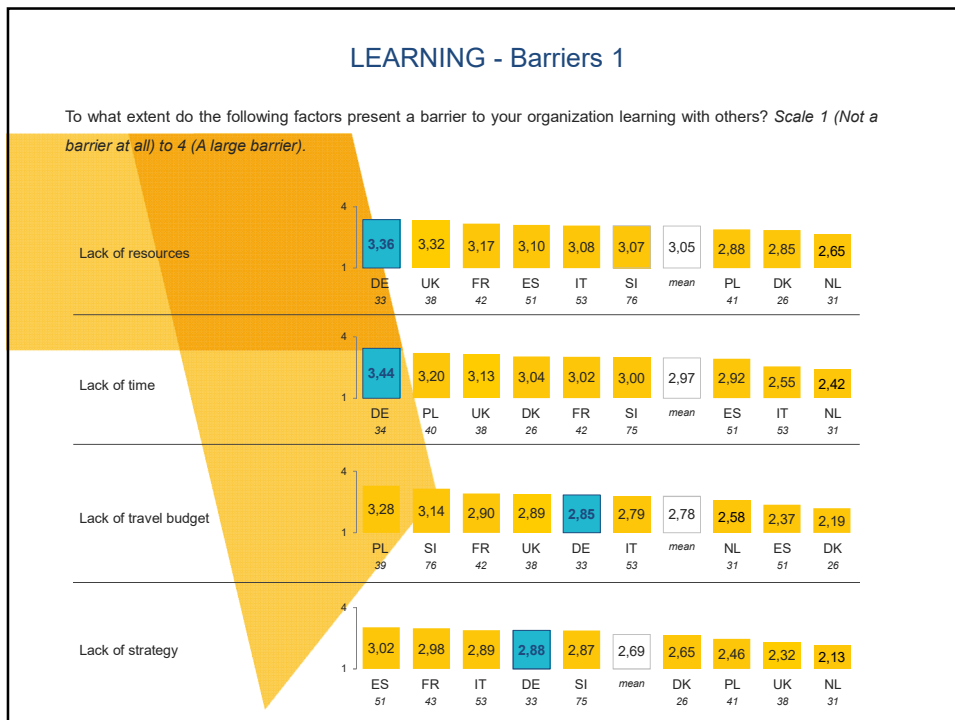 LEARNING - Barriers 1
To what extent do the following factors present a barrier to your organization learning with others? Scale 1 (Not a
barrier at all) to 4 (A large barrier).
4
Lack of resources
3,36 3,32 3,17 3,10 3,08 3,07 3,05 2,88 2,85 2,65
1
DE UK FR ES IT SI mean PL DK NL
33 38 42 51 53 76 41 26 31
4
Lack of time
3,44 3,20 3,13 3,04 3,02 3,00 2,97 2,92 2,55 2,42
1
DE PL UK DK FR SI mean ES IT NL
34 40 38 26 42 75 51 53 31
4
Lack of travel budget
3,28 3,14 2,90 2,89 2,85 2,79 2,78 2,58 2,37 2,19
1
PL SI FR UK DE IT mean NL ES DK
39 76 42 38 33 53 31 51 26
4
Lack of strategy
3,02 2,98 2,89 2,88 2,87 2,69 2,65 2,46 2,32 2,13
1
ES FR IT DE SI mean DK PL UK NL
51 43 53 33 75 26 41 38 31